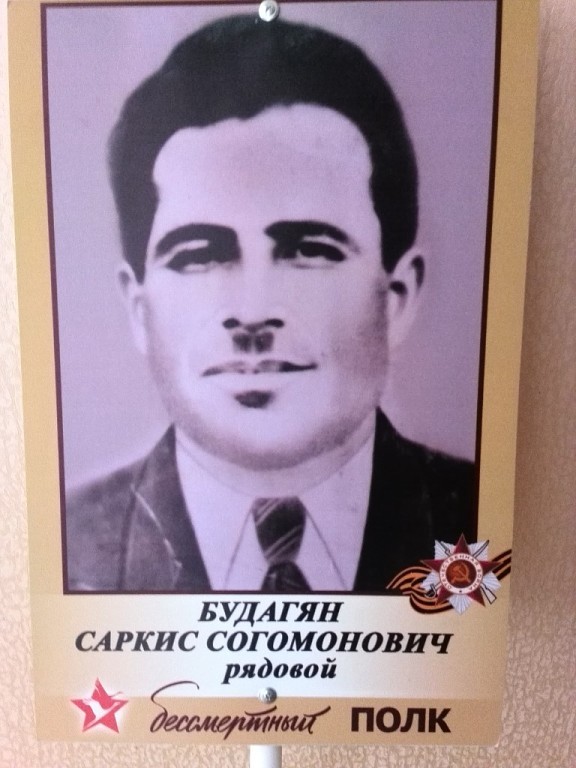 БУДАГЯН
САРКИС СОГОМОНОВИЧ
рядовой
бессмертный ПОЛК